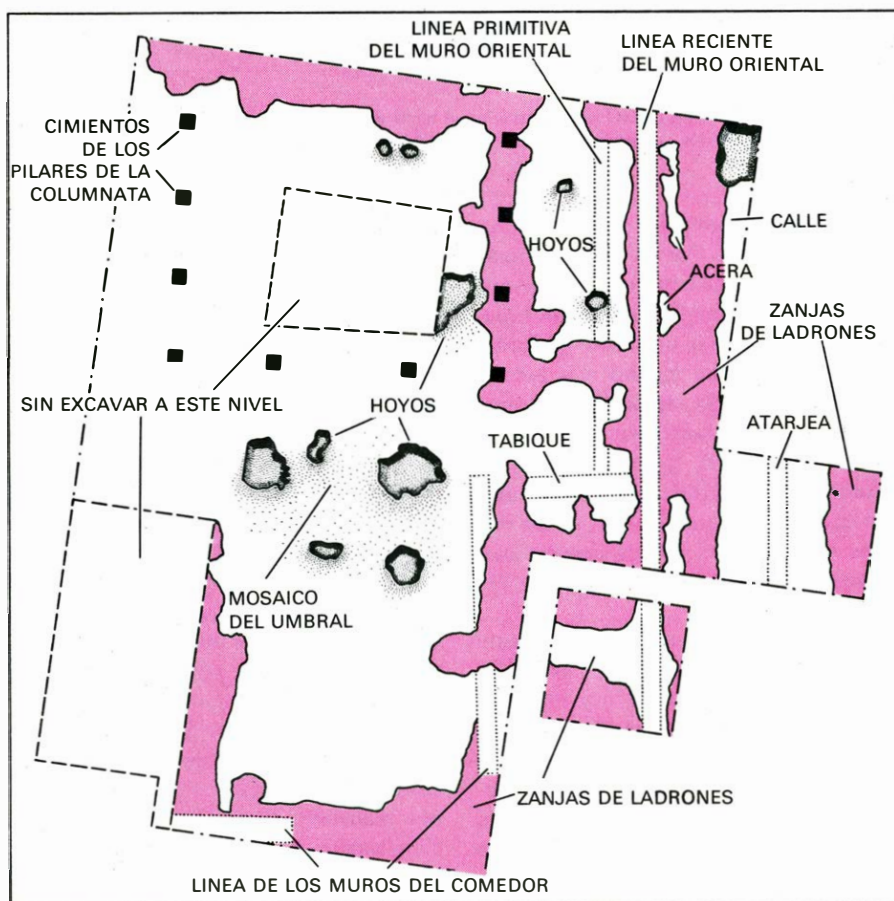 LINEA PRIMITIVA
DEL MURO ORIENTAL
LINEA RECIENTE
DEL MURO ORIENTAL
CIMIENTOS
DE LOS
PILARES DE LA
COLUMNATA
HOYOS
CALLE
ACERA
ZANJAS
DE LADRONES
SIN EXCAVAR A ESTE NIVEL
HOYOS
TABIQUE
ATARJEA
MOSAICO
DEL UMBRAL
ZANJAS DE LADRONES
LINEA DE LOS MUROS DEL COMEDOR